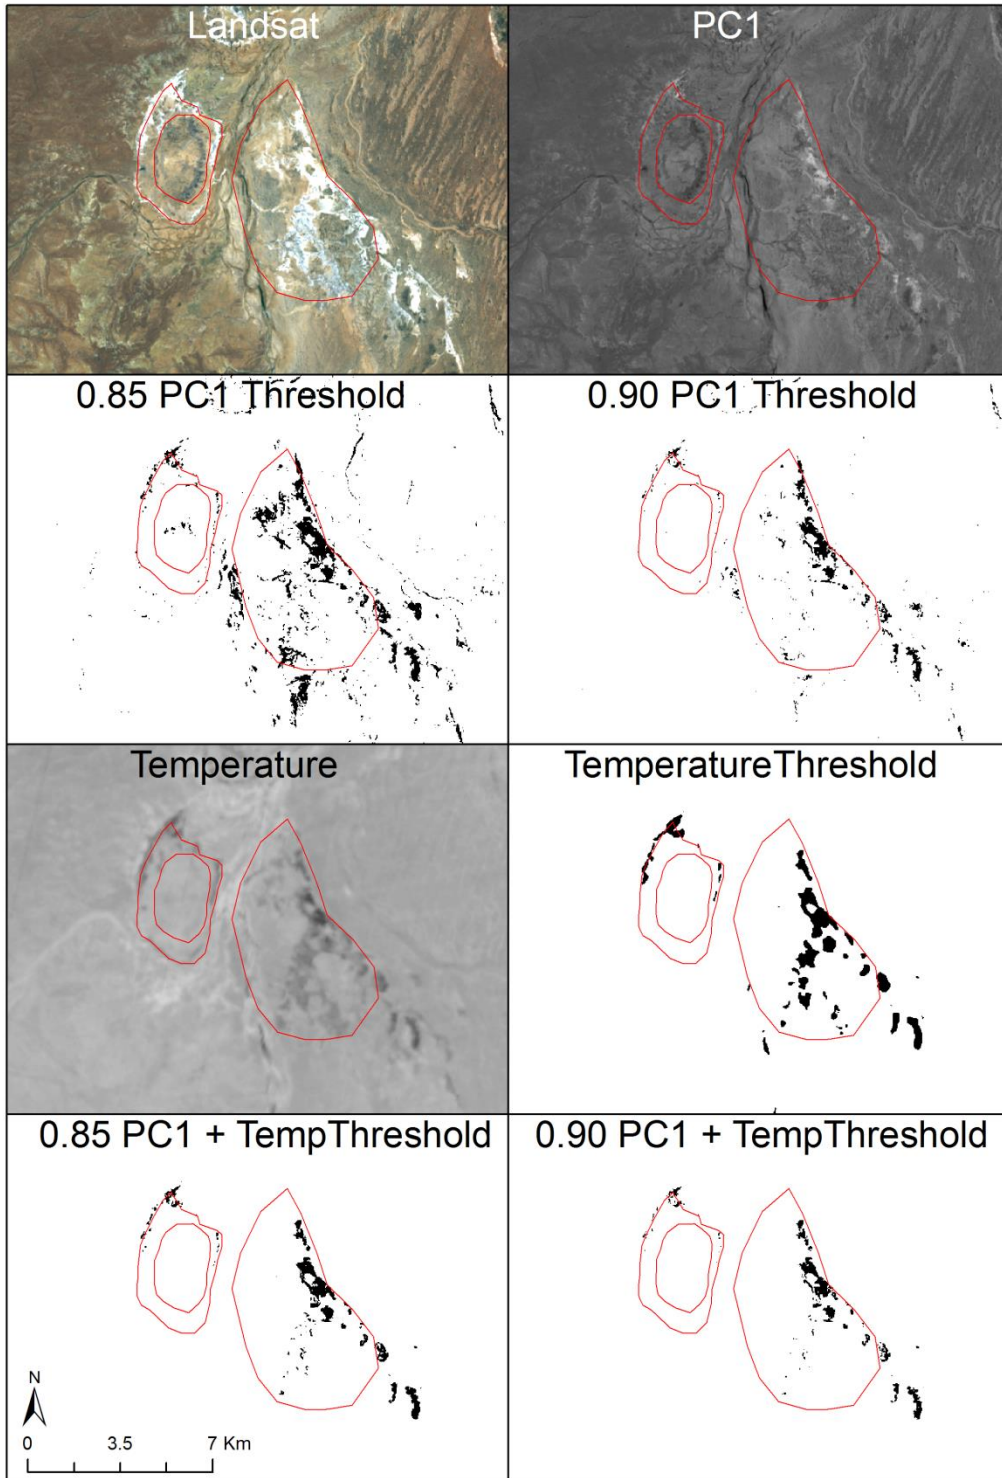 Landsat
PC1
0.85 PC1 Threshold
0.90 PC1 Threshold
Temperature
TemperatureThreshold
0.85 PC1 + TempThreshold
0.90 PC1 + TempThreshold
N
0 3.5 7 Km